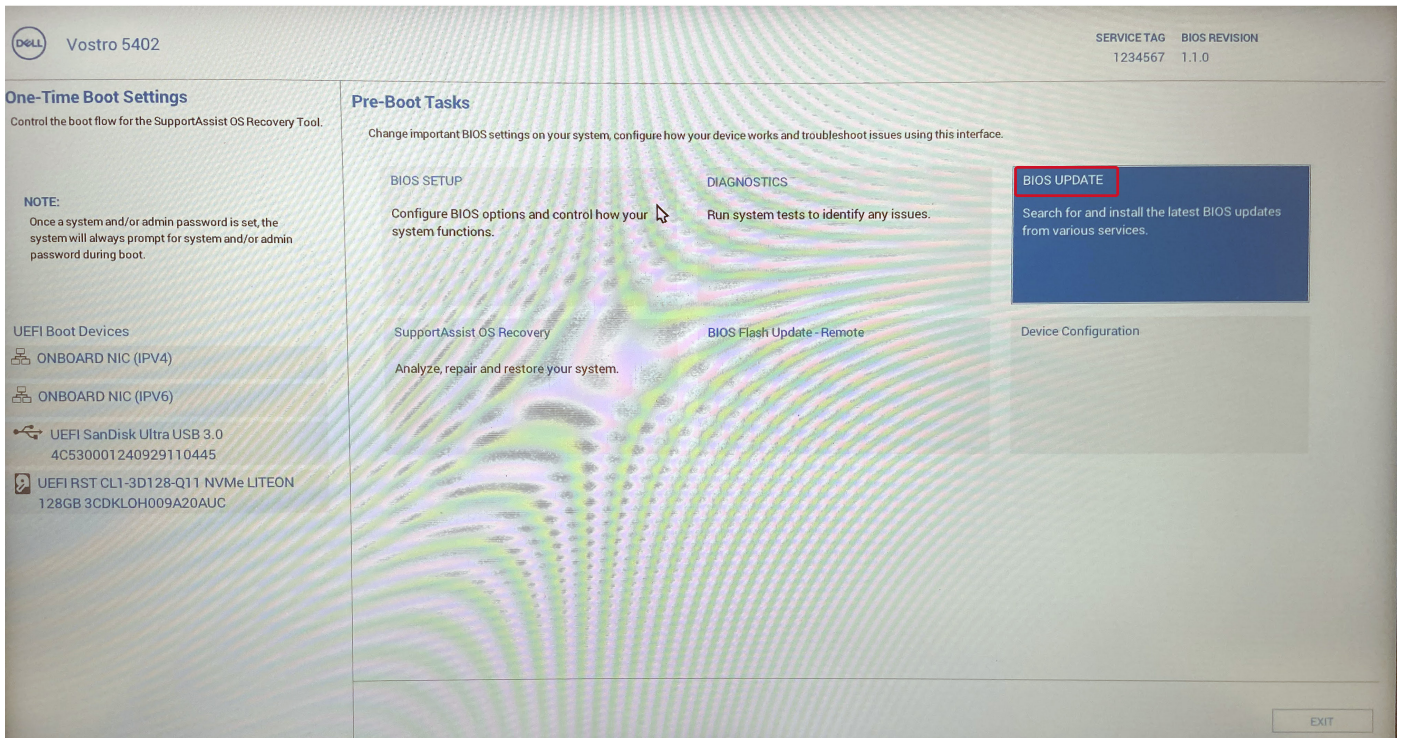 DELL
Vostro 5402
SERVICE TAG BIOS REVISION
1234567 1.1.0
One-Time Boot Settings
Control the boot flow for the SupportAssist OS Recovery Tool.
NOTE:
Once a system and/or admin password is set, the
system will always prompt for system and/or admin
password during boot.
UEFI Boot Devices
ONBOARD NIC (IPV4)
ONBOARD NIC (IPV6)
UEFI SanDisk Ultra USB 3.0
4C530001240929110445
UEFI RST CL1-3D128-Q11 NVMe LITEON
128GB 3CDKLOH009A20AUC
Pre-Boot Tasks
Change important BIOS settings on your system, configure how your device works and troubleshoot issues using this interface.
BIOS SETUP
Configure BIOS options and control how your
system functions.
DIAGNOSTICS
Run system tests to identify any issues.
BIOS UPDATE
Search for and install the latest BIOS updates
from various services.
SupportAssist OS Recovery
Analyze, repair and restore your system.
BIOS Flash Update - Remote
Device Configuration
EXIT